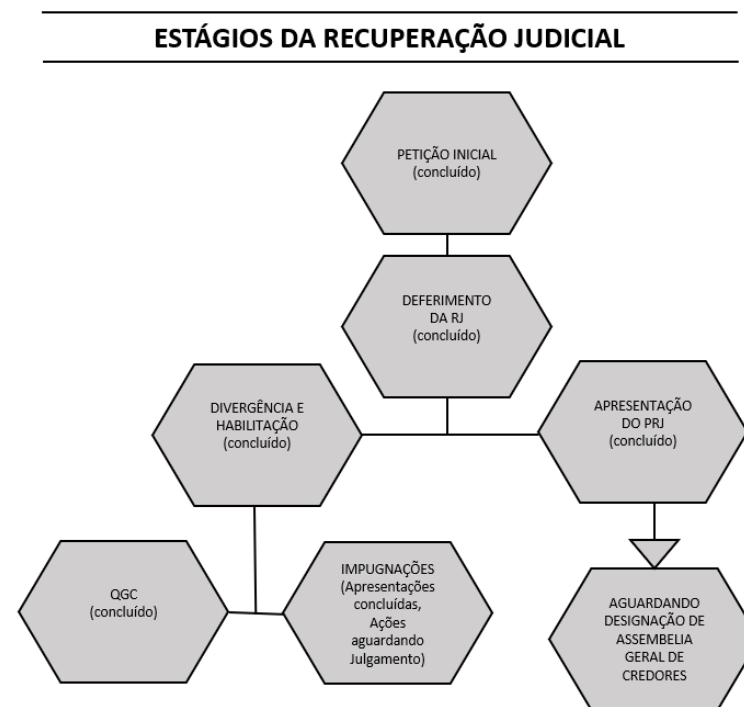 ESTÁGIOS DA RECUPERAÇÃO JUDICIAL
PETIÇÃO INICIAL
(concluído)
DEFERIMENTO
DA RJ
(concluído)
DIVERGÊNCIA E
HABILITAÇÃO
(concluído)
APRESENTAÇÃO
DO PRJ
(concluído)
QGC
(concluído)
IMPUGNAÇÕES
(Apresentações
concluídas,
Ações
aguardando
Julgamento)
AGUARDANDO
DESIGNAÇÃO DE
ASSEMBELIA
GERAL DE
CREDORES